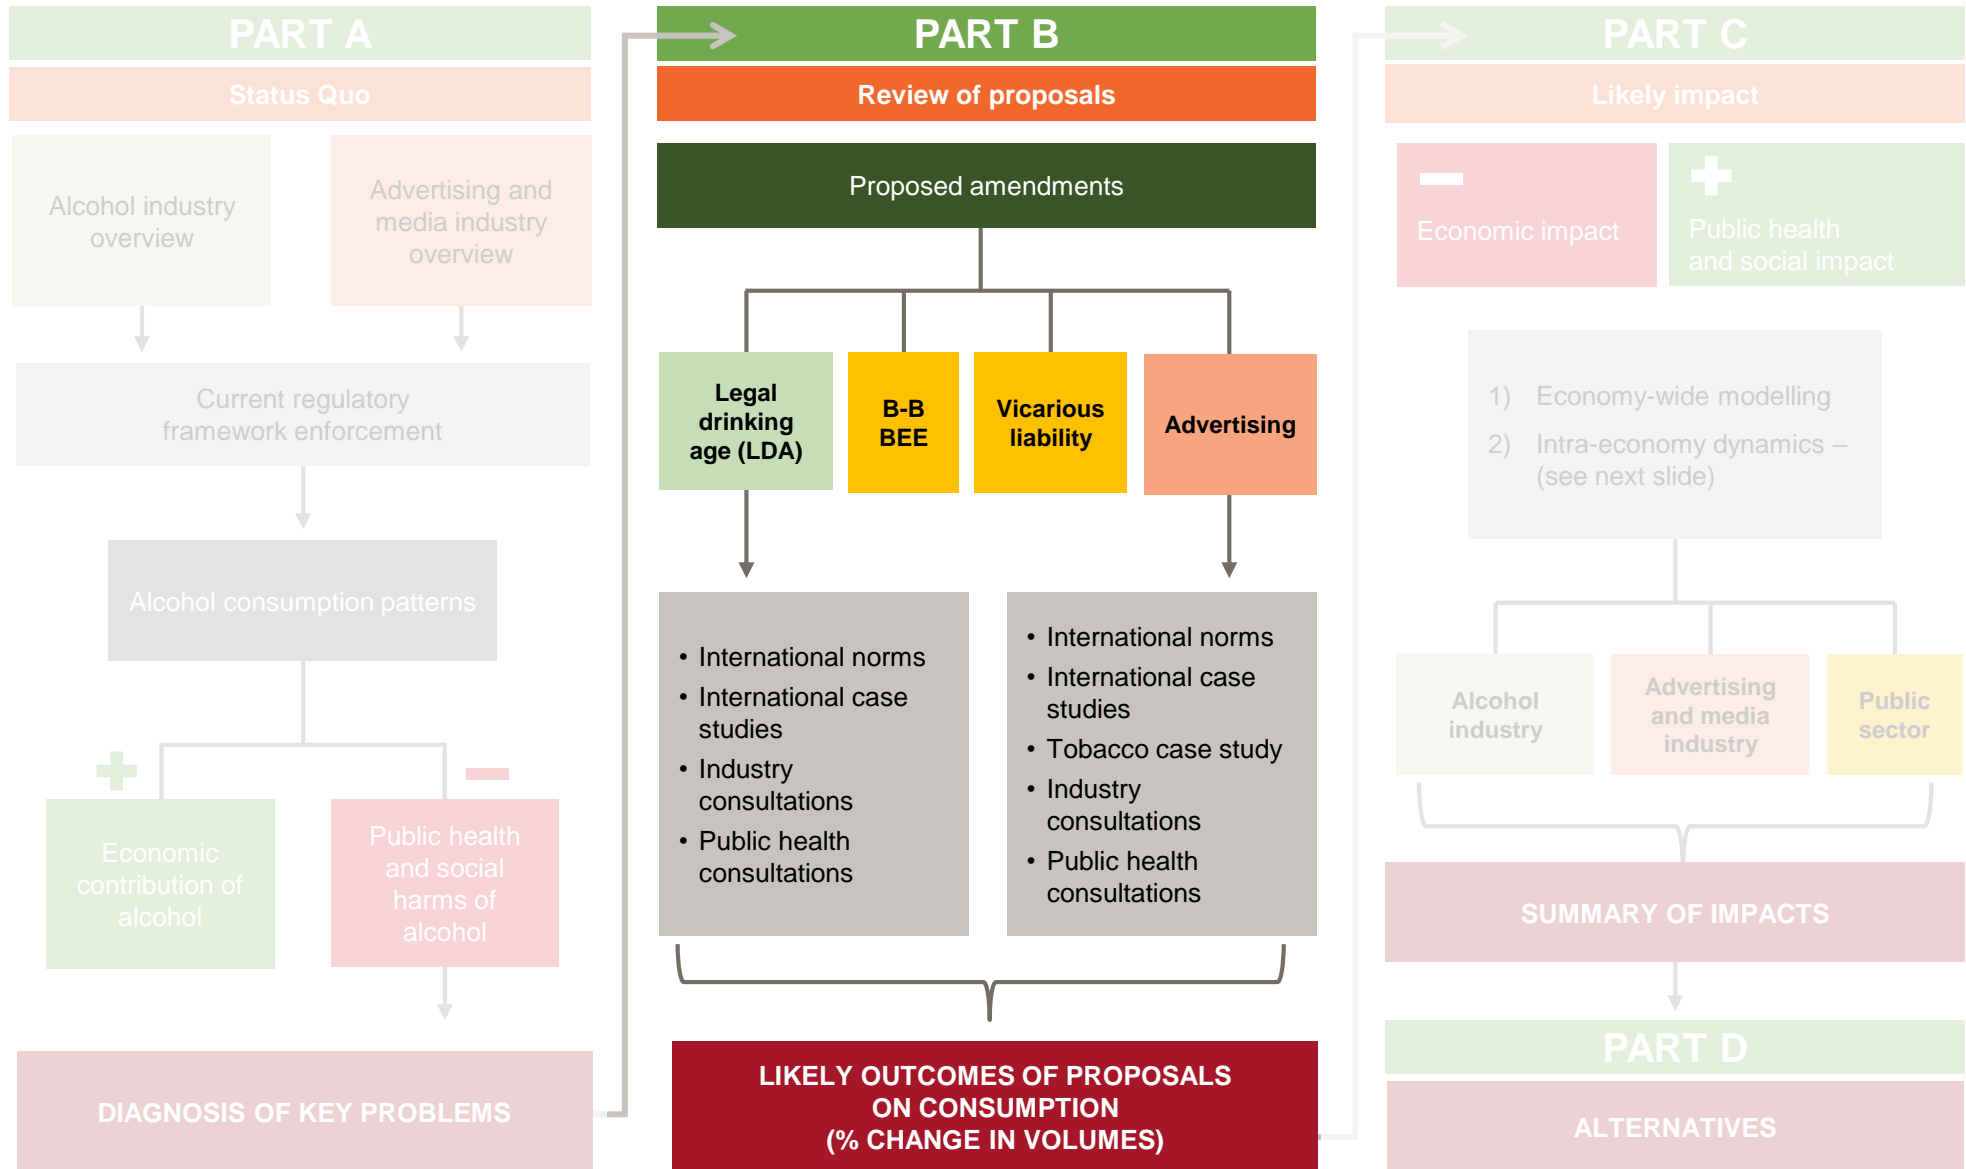 PART A
Status Quo
Alcohol industry
overview
Advertising and
media industry
overview
Current regulatory
framework enforcement
Alcohol consumption patterns
Economic
contribution of
alcohol
Public health
and social
harms of
alcohol
DIAGNOSIS OF KEY PROBLEMS
PART B
Review of proposals
Proposed amendments
Legal
drinking
age (LDA)
B-B
BEE
Vicarious
liability
Advertising
• International norms
• International case
studies
• Industry
consultations
• Public health
consultations
• International norms
• International case
studies
• Tobacco case study
• Industry
consultations
• Public health
consultations
LIKELY OUTCOMES OF PROPOSALS
ON CONSUMPTION
(% CHANGE IN VOLUMES)
PART C
Likely impact
Economic impact
Public health
and social impact
1) Economy-wide modelling
2) Intra-economy dynamics –
(see next slide)
Alcohol
industry
Advertising
and media
industry
Public
sector
SUMMARY OF IMPACTS
PART D
ALTERNATIVES